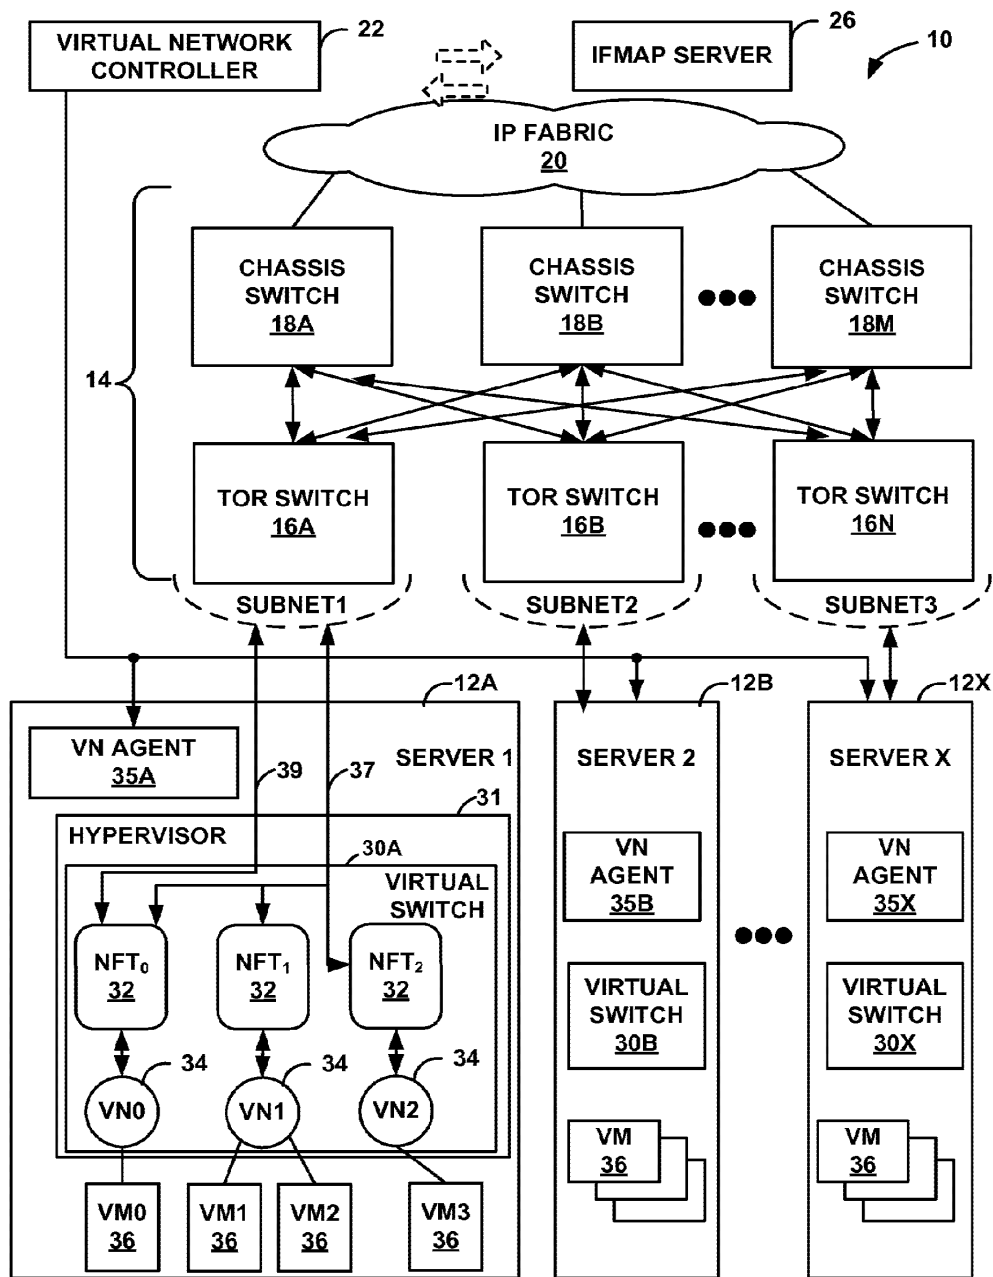 VIRTUAL NETWORK
CONTROLLER
22
IFMAP SERVER
26
10
IP FABRIC
20
14
CHASSIS
SWITCH
18A
CHASSIS
SWITCH
18B
CHASSIS
SWITCH
18M
TOR SWITCH
16A
TOR SWITCH
16B
TOR SWITCH
16N
SUBNET1
SUBNET2
SUBNET3
12A
12B
12X
VN AGENT
35A
SERVER 1
39
37
31
HYPERVISOR
30A
VIRTUAL
SWITCH
NFT₀
32
NFT₁
32
NFT₂
32
34
34
34
VN0
VN1
VN2
VM0
36
VM1
36
VM2
36
VM3
36
SERVER 2
VN
AGENT
35B
VIRTUAL
SWITCH
30B
VM
36
SERVER X
VN
AGENT
35X
VIRTUAL
SWITCH
30X
VM
36